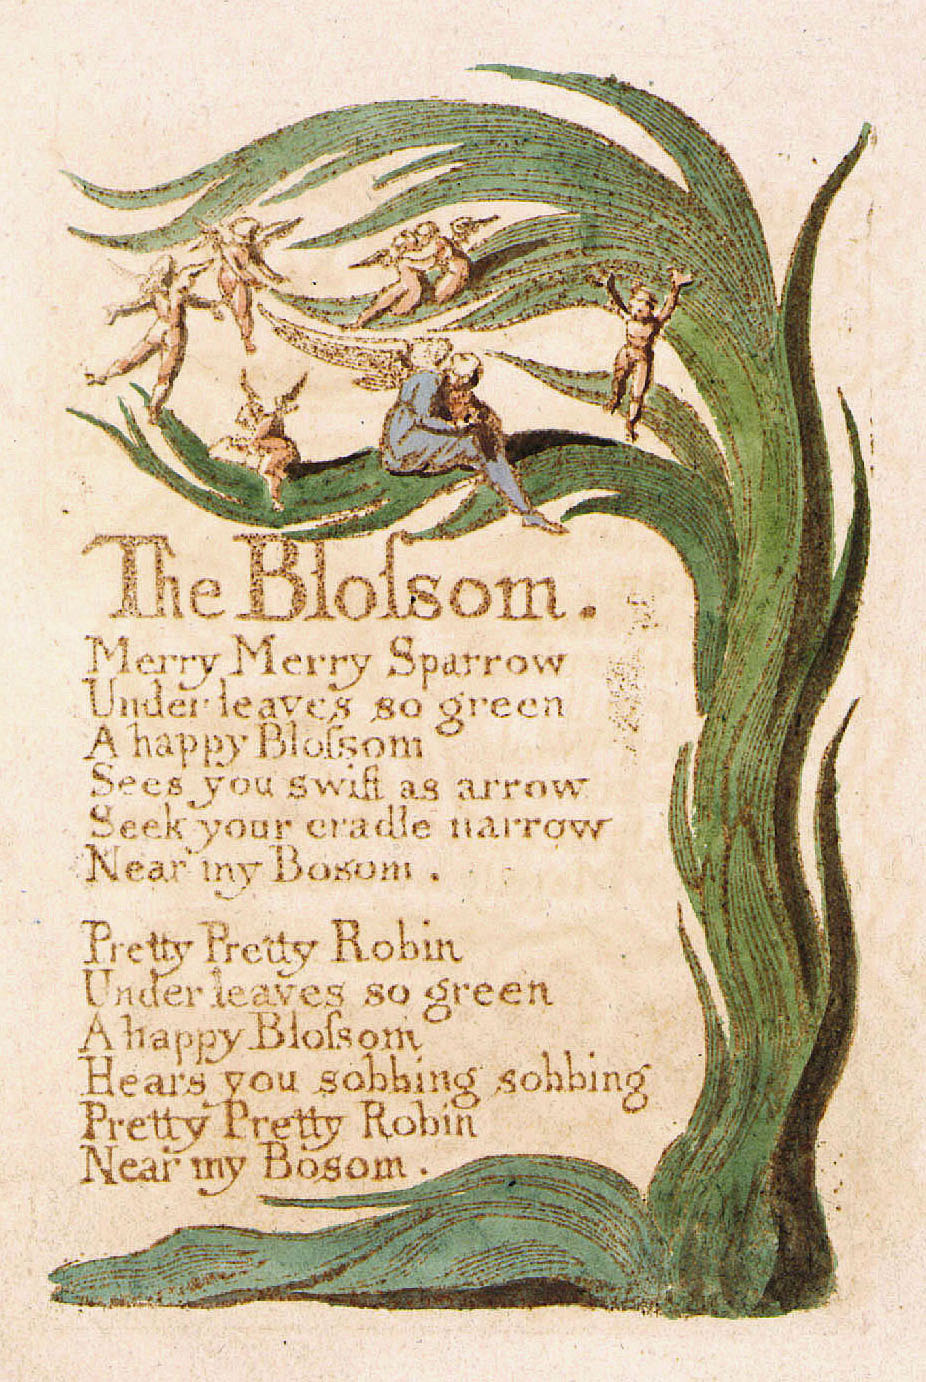 The Bloſsom.
Merry Merry Sparrow
Under leaves so green
A happy Bloſsom
Sees you swift as arrow
Seek your cradle narrow
Near my Bosom.
Pretty Pretty Robin
Under leaves so green
A happy Bloſsom
Hears you sobbing sobbing
Pretty Pretty Robin
Near my Bosom.